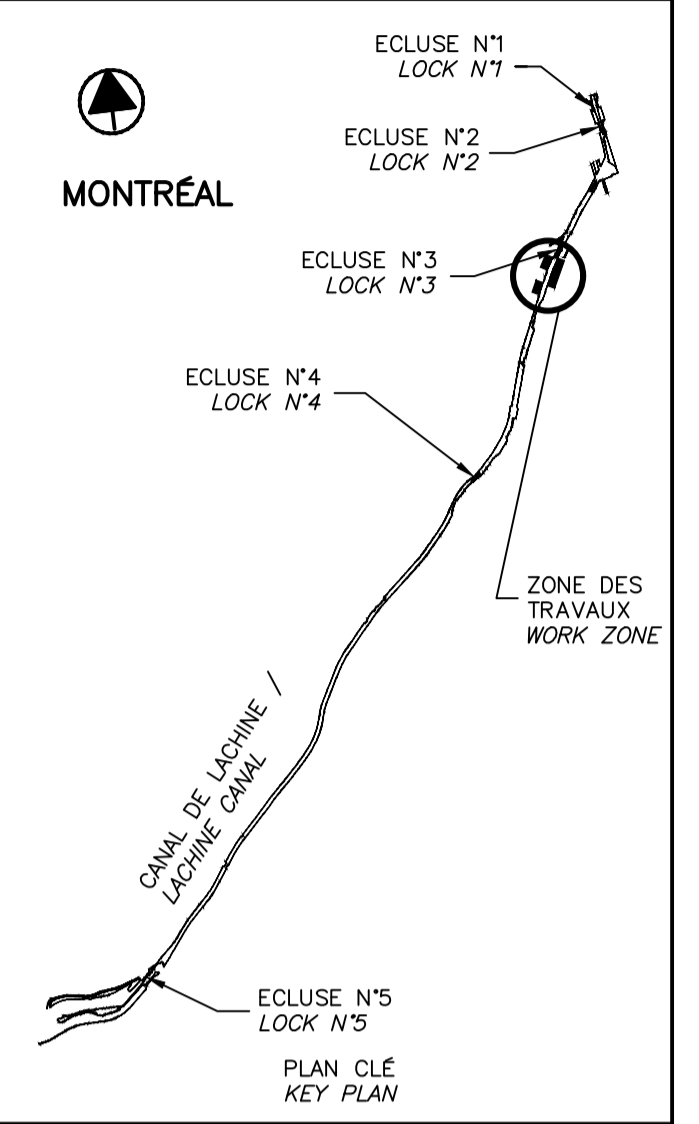 ECLUSE N°1
LOCK N°1
ECLUSE N°2
LOCK N°2
MONTRÉAL
ECLUSE N°3
LOCK N°3
ECLUSE N°4
LOCK N°4
ZONE DES
TRAVAUX
WORK ZONE
CANAL DE LACHINE /
LACHINE CANAL
ECLUSE N°5
LOCK N°5
PLAN CLÉ
KEY PLAN